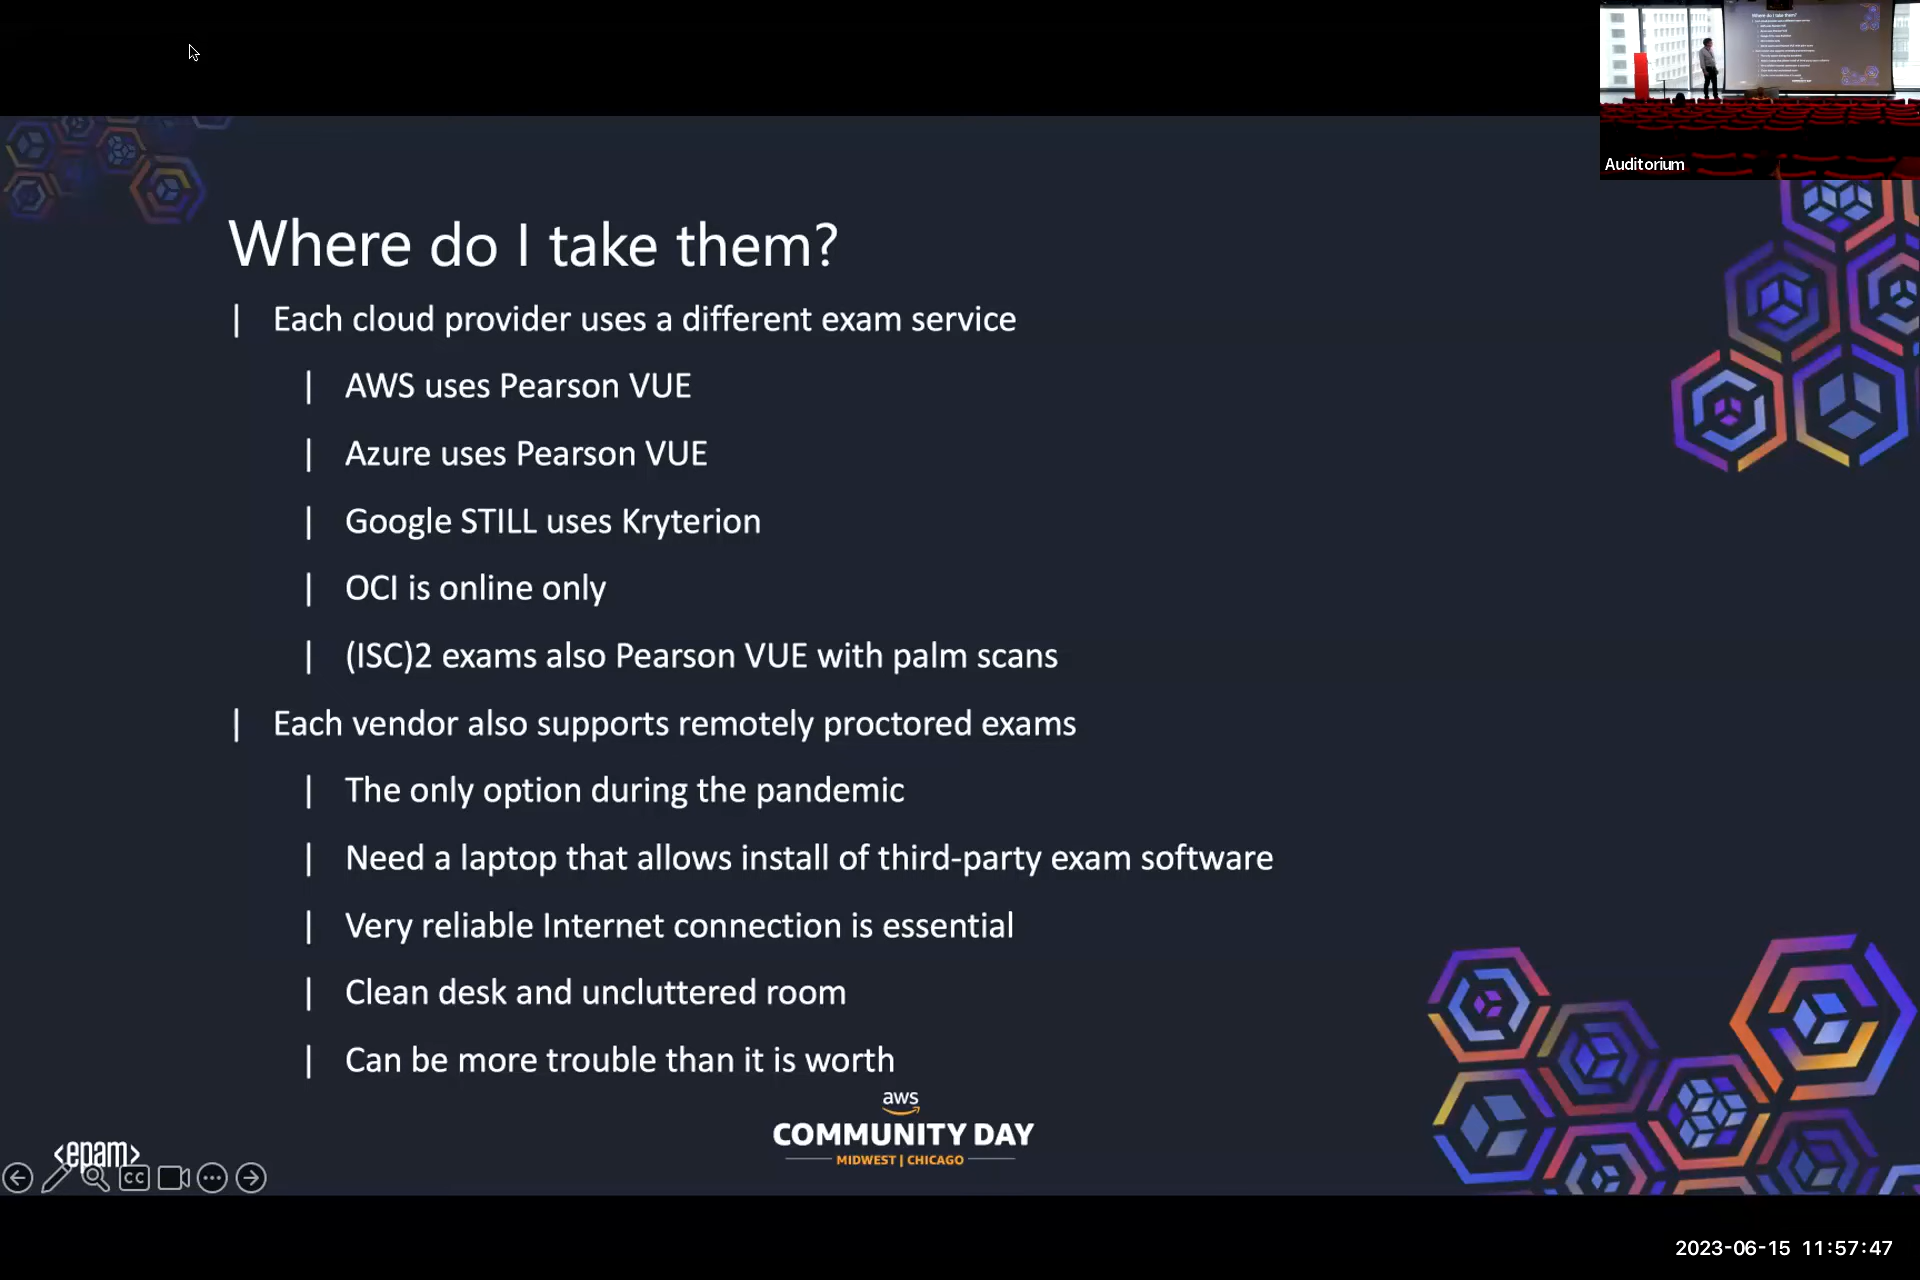 Auditorium
Where do I take them?
| Each cloud provider uses a different exam service
| AWS uses Pearson VUE
| Azure uses Pearson VUE
| Google STILL uses Kryterion
| OCI is online only
| (ISC)2 exams also Pearson VUE with palm scans
| Each vendor also supports remotely proctored exams
| The only option during the pandemic
| Need a laptop that allows install of third-party exam software
| Very reliable Internet connection is essential
| Clean desk and uncluttered room
| Can be more trouble than it is worth
aws
COMMUNITY DAY
MIDWEST | CHICAGO
<epam>
CC
2023-06-15 11:57:47